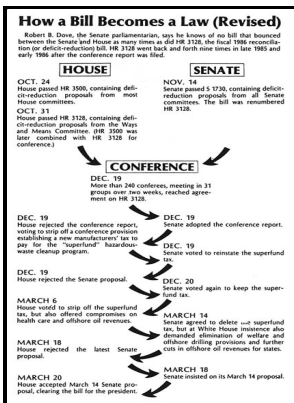 How a Bill Becomes a Law (Revised)
Robert B. Dove, the Senate parliamentarian, says he knows of no bill that bounced
between the Senate and House as many times as did HR 3128, the fiscal 1986 reconcilia-
tion (or deficit-reduction) bill. HR 3128 went back and forth nine times in late 1985 and
early 1986 after the conference report was filed.
HOUSE
OCT. 24
House passed HR 3500, containing defi-
cit-reduction proposals from most
House committees.
OCT. 31
House passed HR 3128, containing defi-
cit-reduction proposals from the Ways
and Means Committee. (HR 3500 was
later combined with HR 3128 for
conference.)
SENATE
NOV. 14
Senate passed S 1730, containing deficit-
reduction proposals from all Senate
committees. The bill was renumbered
HR 3128.
CONFERENCE
DEC. 19
More than 240 conferees, meeting in 31
groups over two weeks, reached agree-
ment on HR 3128.
DEC. 19
House rejected the conference report,
voting to strip off a conference provision
establishing a new manufacturers' tax to
pay for the "superfund" hazardous-
waste cleanup program.
DEC. 19
Senate adopted the conference report.
DEC. 19
Senate voted to reinstate the superfund
tax.
DEC. 19
House rejected the Senate proposal.
DEC. 20
Senate voted again to keep the super-
fund tax.
MARCH 6
House voted to strip off the superfund
tax, but also offered compromises on
health care and offshore oil revenues.
MARCH 14
Senate agreed to delete superfund
tax, but at White House insistence also
demanded elimination of welfare and
offshore drilling provisions and further
cuts in offshore oil revenues for states.
MARCH 18
House rejected the latest Senate
proposal.
MARCH 18
Senate insisted on its March 14 proposal.
MARCH 20
House accepted March 14 Senate pro-
posal, clearing the bill for the president.